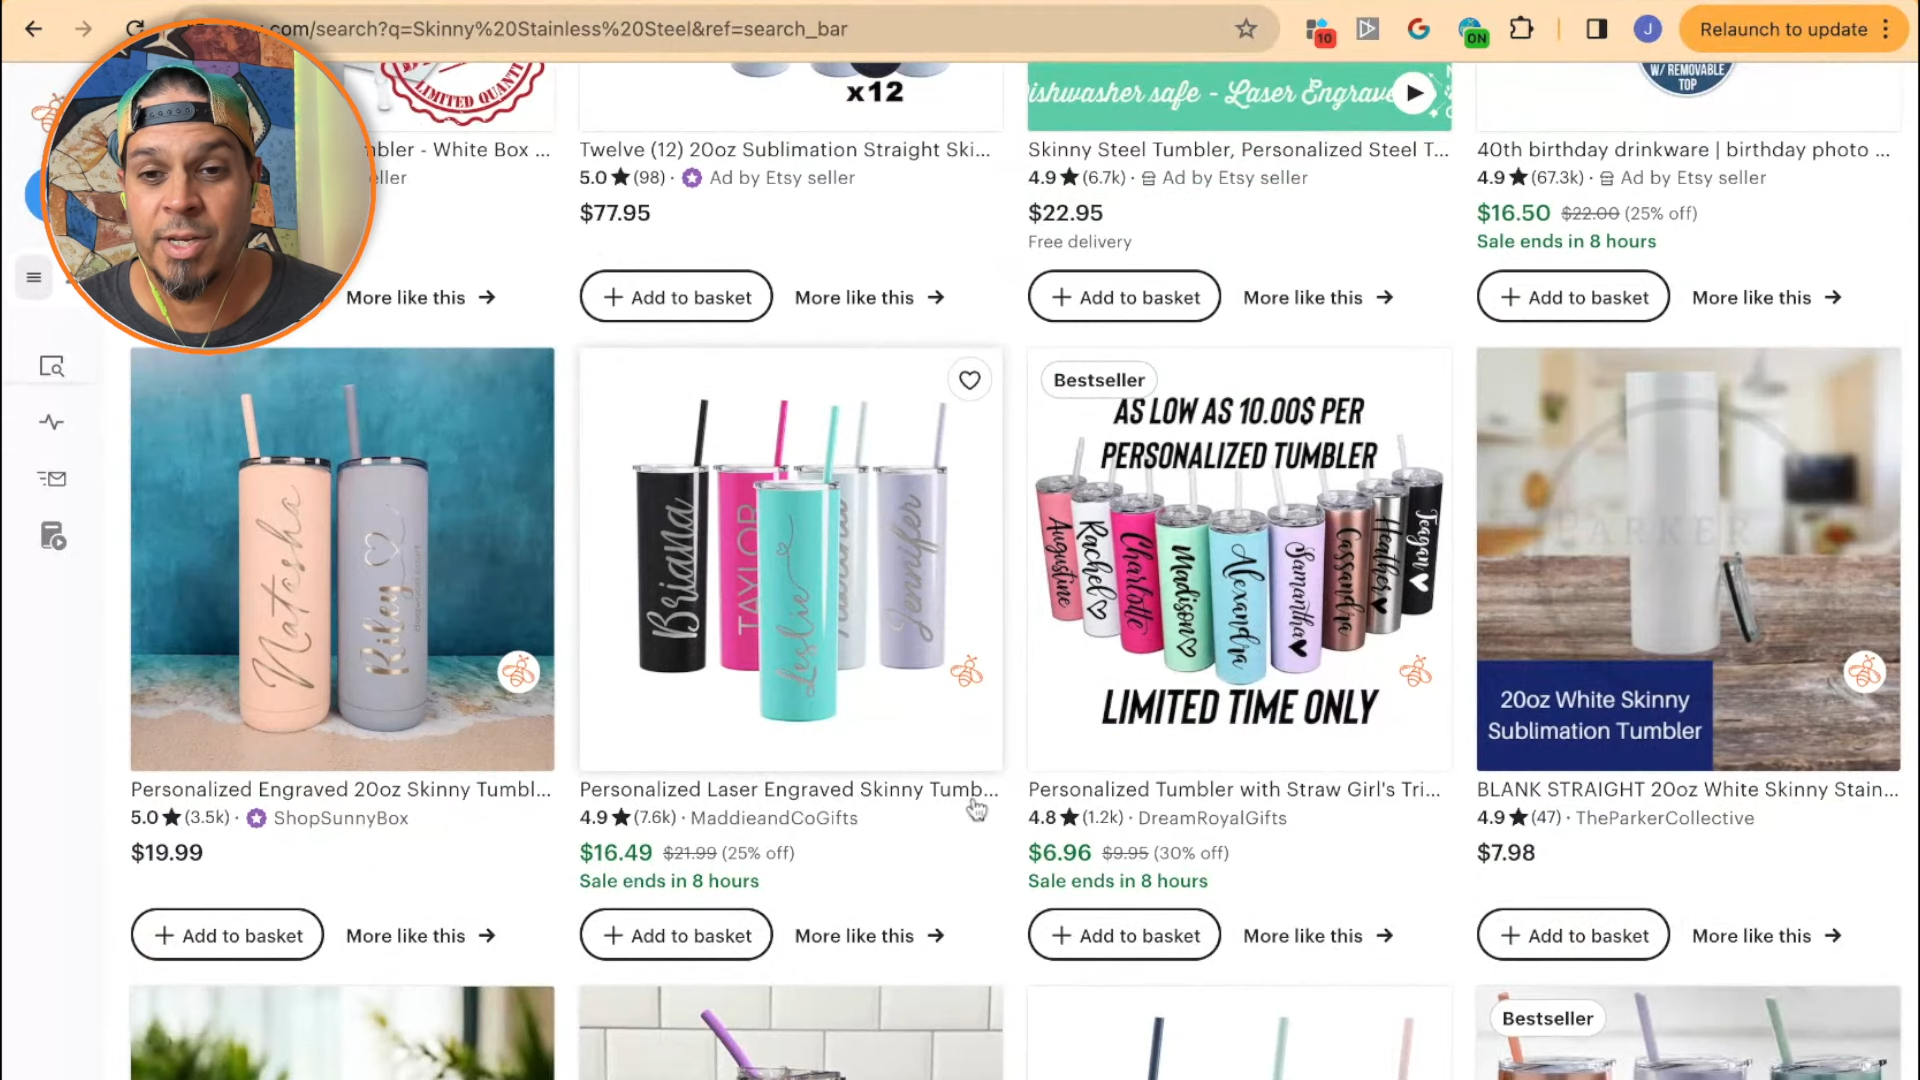 com/search?q=Skinny%20Stainless%20Steel&ref=search_bar
10
ON
J
Relaunch to update
LIMITED QUANT
x12
ishwasher safe - Laser Engrave
W/ REMOVABLE
TOP
mbler - White Box ...
Twelve (12) 20oz Sublimation Straight Ski...
Skinny Steel Tumbler, Personalized Steel T...
40th birthday drinkware | birthday photo ...
eller
5.0 ★ (98) · Ad by Etsy seller
4.9 ★ (6.7k) · Ad by Etsy seller
4.9 ★ (67.3k) · Ad by Etsy seller
$77.95
$22.95
$16.50 $22.00 (25% off)
Free delivery
Sale ends in 8 hours
More like this →
+ Add to basket More like this →
+ Add to basket More like this →
+ Add to basket More like this →
Natasha
Riley
Briana
TAYLOR
Leslie
Jennifer
Bestseller
AS LOW AS 10.00$ PER
PERSONALIZED TUMBLER
Augustine
Rachel
Charlotte
Madison
Alexandra
Samantha
Cassandra
Heather
Teagan
LIMITED TIME ONLY
PARKER
20oz White Skinny
Sublimation Tumbler
Personalized Engraved 20oz Skinny Tumbl...
Personalized Laser Engraved Skinny Tumb...
Personalized Tumbler with Straw Girl's Tri...
BLANK STRAIGHT 20oz White Skinny Stain...
5.0 ★ (3.5k) · ShopSunnyBox
4.9 ★ (7.6k) · MaddieandCoGifts
4.8 ★ (1.2k) · DreamRoyalGifts
4.9 ★ (47) · TheParkerCollective
$19.99
$16.49 $21.99 (25% off)
$6.96 $9.95 (30% off)
$7.98
Sale ends in 8 hours
Sale ends in 8 hours
+ Add to basket More like this →
+ Add to basket More like this →
+ Add to basket More like this →
+ Add to basket More like this →
Bestseller